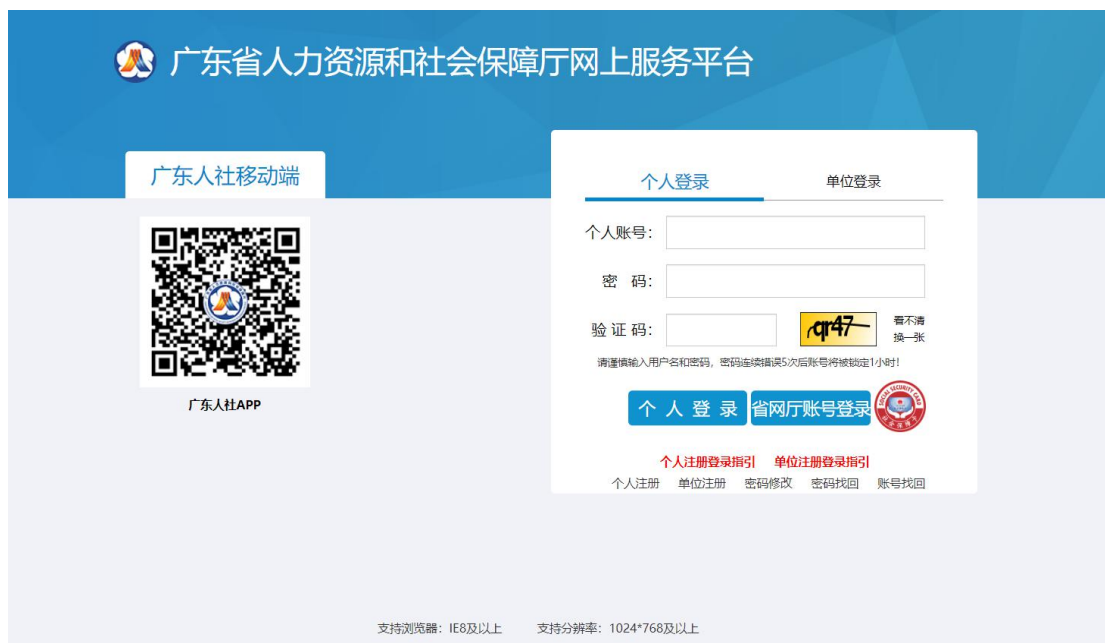 广东省人力资源和社会保障厅网上服务平台
广东人社移动端
广东人社APP
个人登录 单位登录
个人账号：
密 码：
验 证 码： qr47 看不清
换一张
请谨慎输入用户名和密码，密码连续错误5次后账号将被锁定1小时！
个 人 登 录 省网厅账号登录
SOCIAL SECURITY CARD
个人注册登录指引 单位注册登录指引
个人注册 单位注册 密码修改 密码找回 账号找回
支持浏览器：IE8及以上 支持分辨率：1024*768及以上